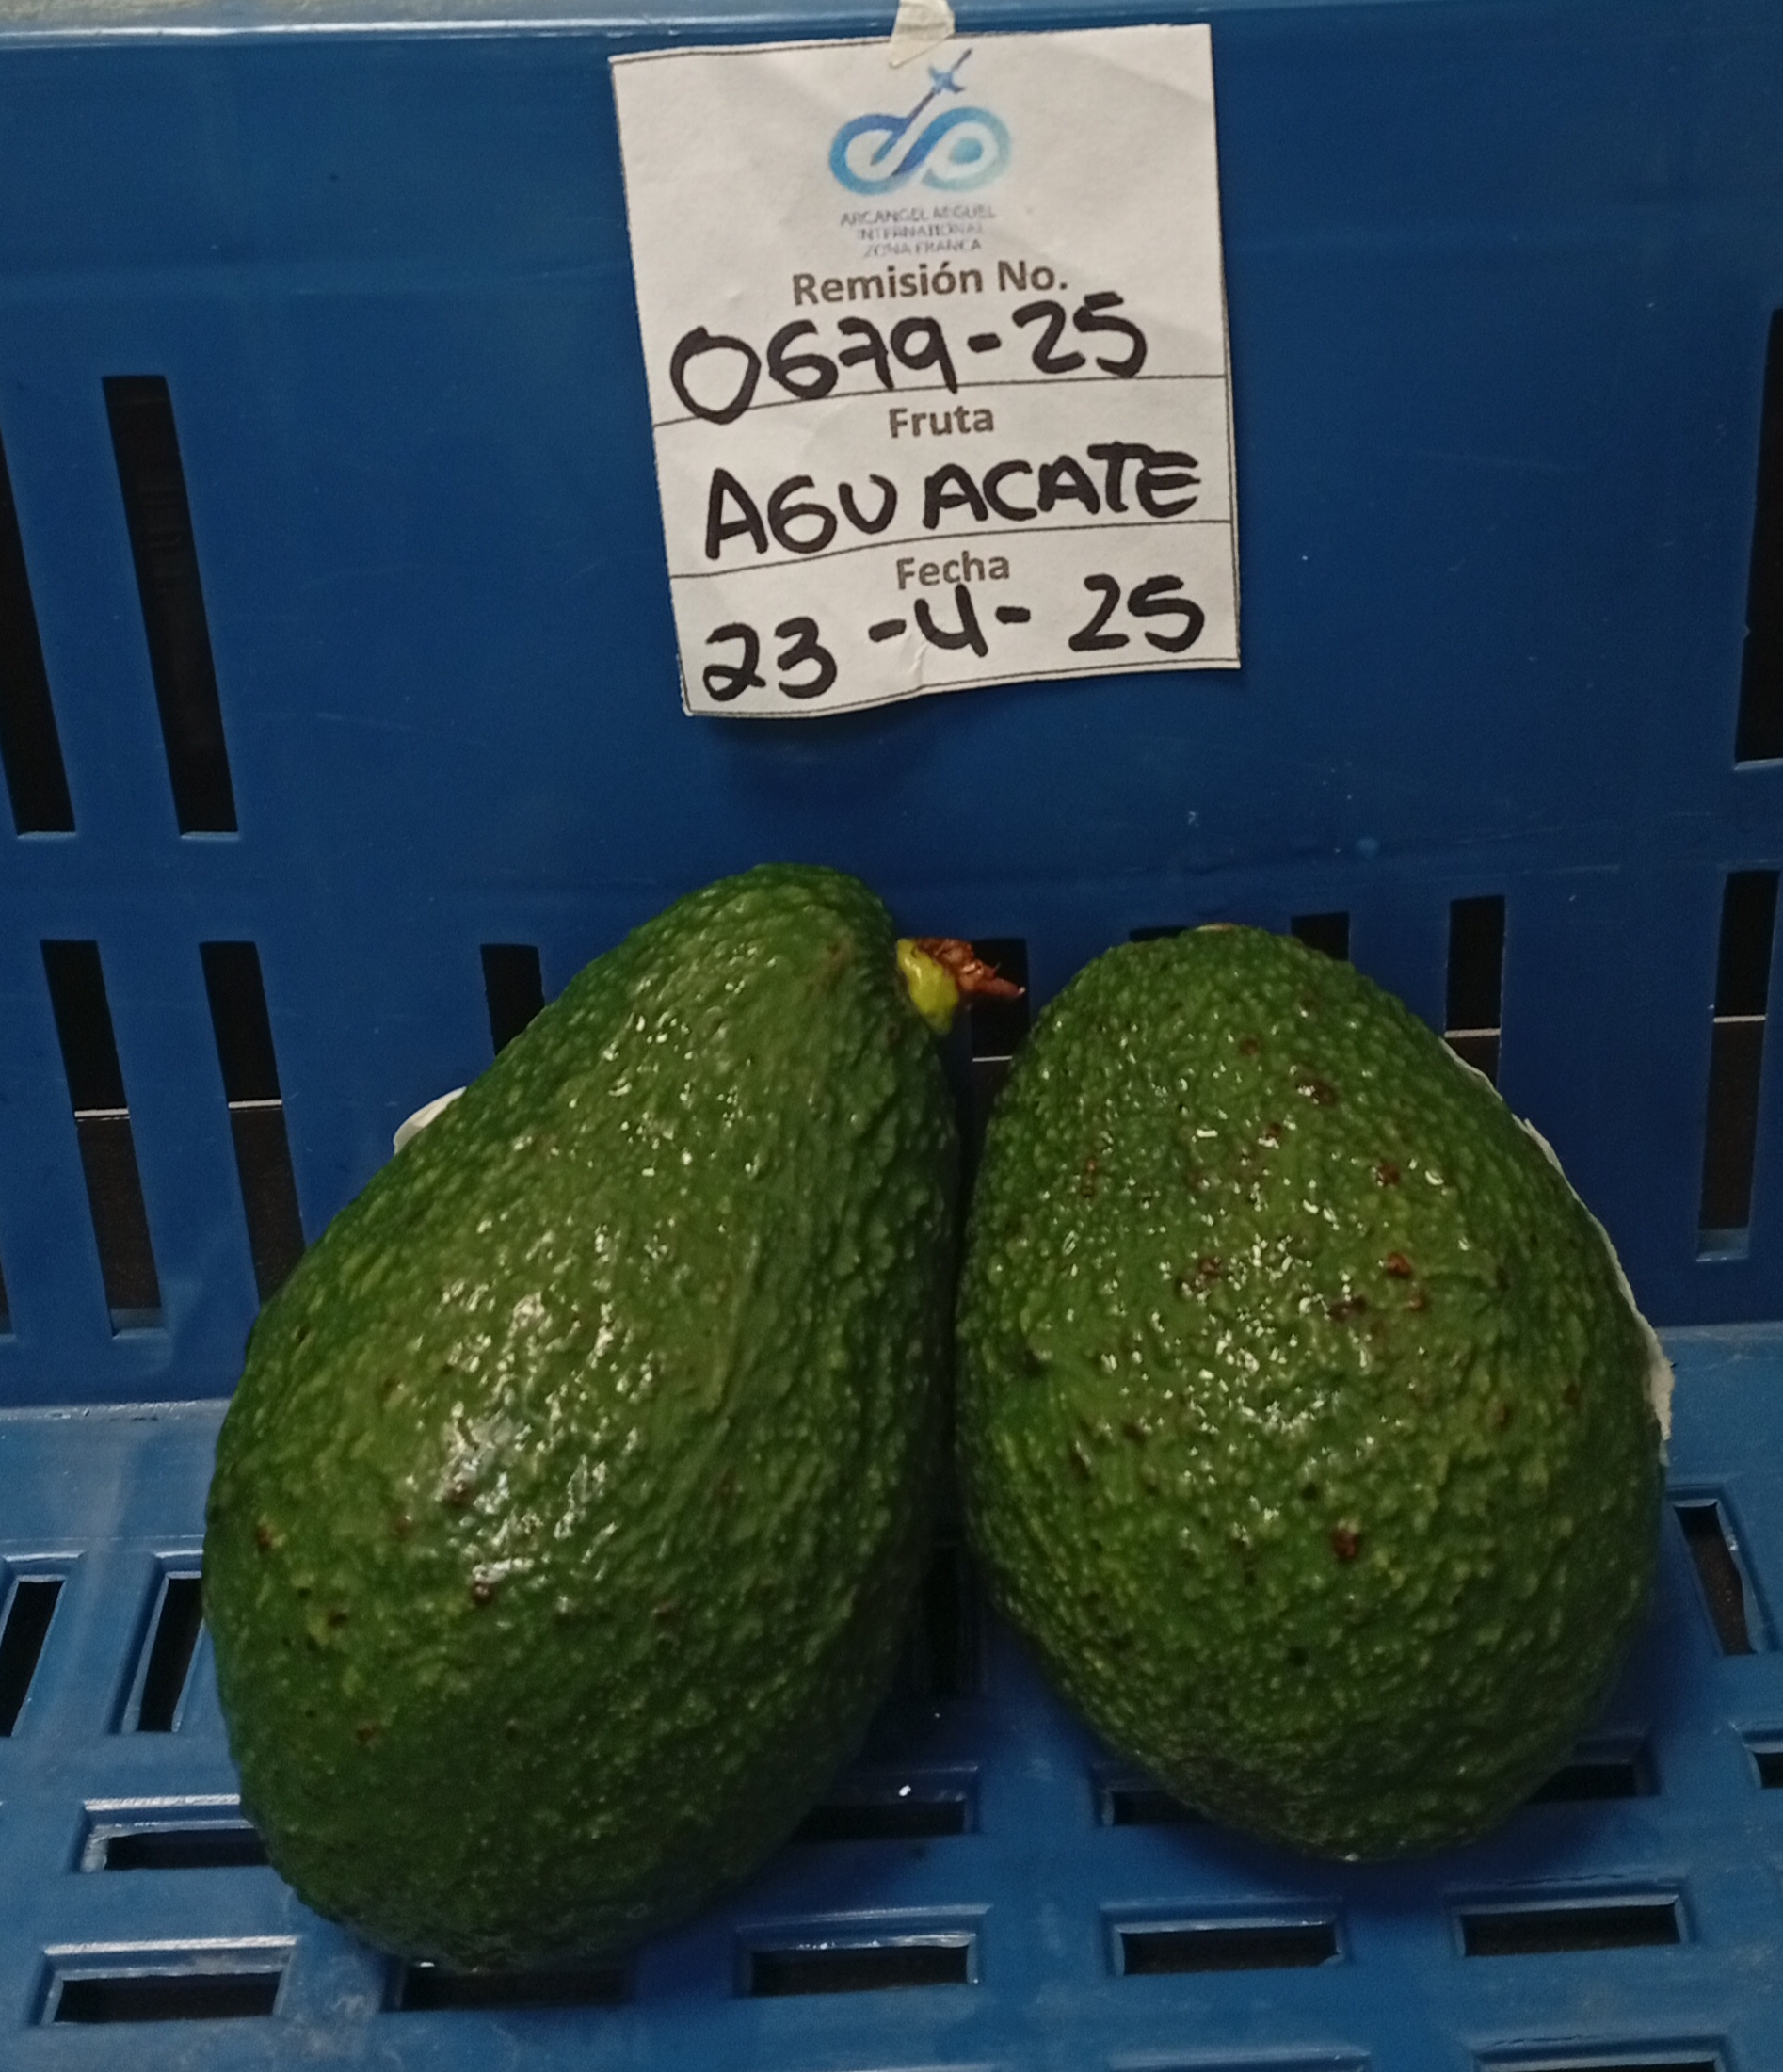 ARCANGEL MIGUEL
INTERNATIONAL
ZONA FRANCA
Remisión No.
0679-25
Fruta
AGUACATE
Fecha
23-4-25